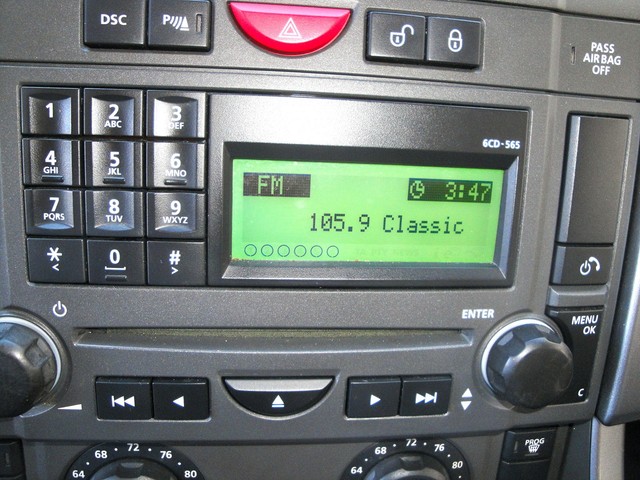 DSC P
PASS
AIR BAG
OFF
1 2 ABC 3 DEF
6CD-565
4 GHI 5 JKL 6 MNO
FM 3:47
7 PQRS 8 TUV 9 WXYZ
105.9 Classic
* < 0 # >
ENTER
MENU
OK
C
PROG
64 68 72 76 80
64 68 72 76 80